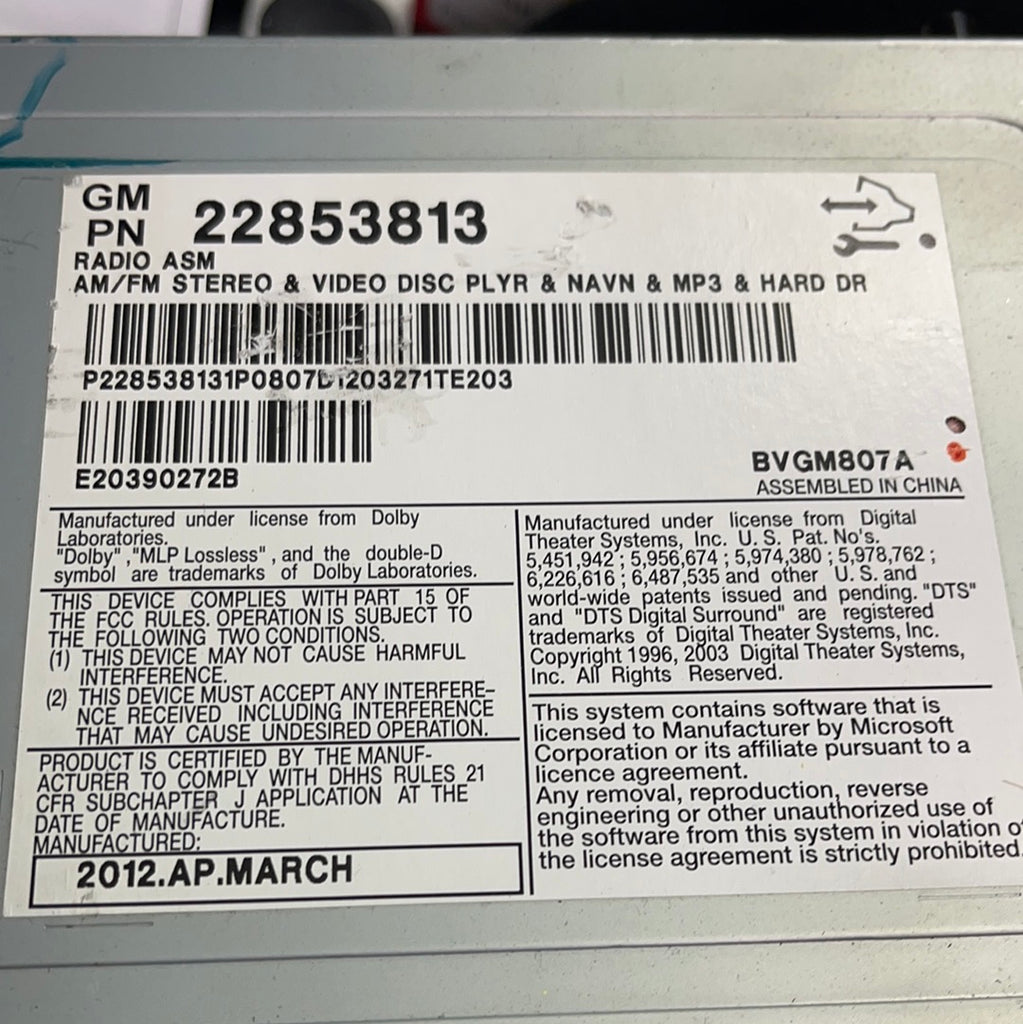 GM
PN 22853813
RADIO ASM
AM/FM STEREO & VIDEO DISC PLYR & NAVN & MP3 & HARD DR
E20390272B
BVGM807A
ASSEMBLED IN CHINA
Manufactured under license from Dolby
Laboratories.
"Dolby" ,"MLP Lossless" , and the double-D
symbol are trademarks of Dolby Laboratories.
THIS DEVICE COMPLIES WITH PART 15 OF
THE FCC RULES. OPERATION IS SUBJECT TO
THE FOLLOWING TWO CONDITIONS.
(1) THIS DEVICE MAY NOT CAUSE HARMFUL
INTERFERENCE.
(2) THIS DEVICE MUST ACCEPT ANY INTERFERE-
NCE RECEIVED INCLUDING INTERFERENCE
THAT MAY CAUSE UNDESIRED OPERATION.
PRODUCT IS CERTIFIED BY THE MANUF-
ACTURER TO COMPLY WITH DHHS RULES 21
CFR SUBCHAPTER J APPLICATION AT THE
DATE OF MANUFACTURE.
MANUFACTURED:
2012.AP.MARCH
Manufactured under license from Digital
Theater Systems, Inc. U. S. Pat. No's.
5,451,942 ; 5,956,674 ; 5,974,380 ; 5,978,762 ;
6,226,616 ; 6,487,535 and other U. S. and
world-wide patents issued and pending. "DTS"
and "DTS Digital Surround" are registered
trademarks of Digital Theater Systems, Inc.
Copyright 1996, 2003 Digital Theater Systems,
Inc. All Rights Reserved.
This system contains software that is
licensed to Manufacturer by Microsoft
Corporation or its affiliate pursuant to a
licence agreement.
Any removal, reproduction, reverse
engineering or other unauthorized use of
the software from this system in violation of
the license agreement is strictly prohibited.